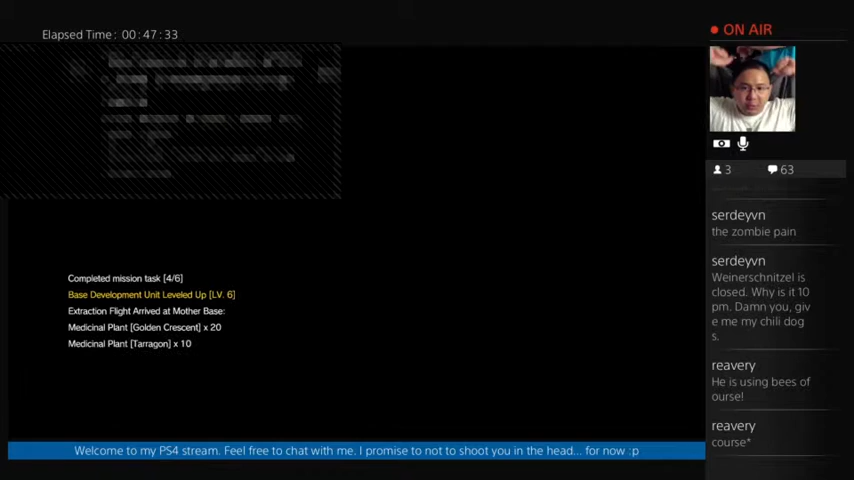 Elapsed Time: 00:47:33
ON AIR
3
63
serdeyvn
the zombie pain
serdeyvn
Weinerschnitzel is
closed. Why is it 10
pm. Damn you, giv
e me my chili dog
s.
Completed mission task [4/6]
Base Development Unit Leveled Up [LV. 6]
Extraction Flight Arrived at Mother Base:
Medicinal Plant [Golden Crescent] x 20
Medicinal Plant [Tarragon] x 10
reavery
He is using bees of
ourse!
reavery
course*
Welcome to my PS4 stream. Feel free to chat with me. I promise to not to shoot you in the head... for now :p